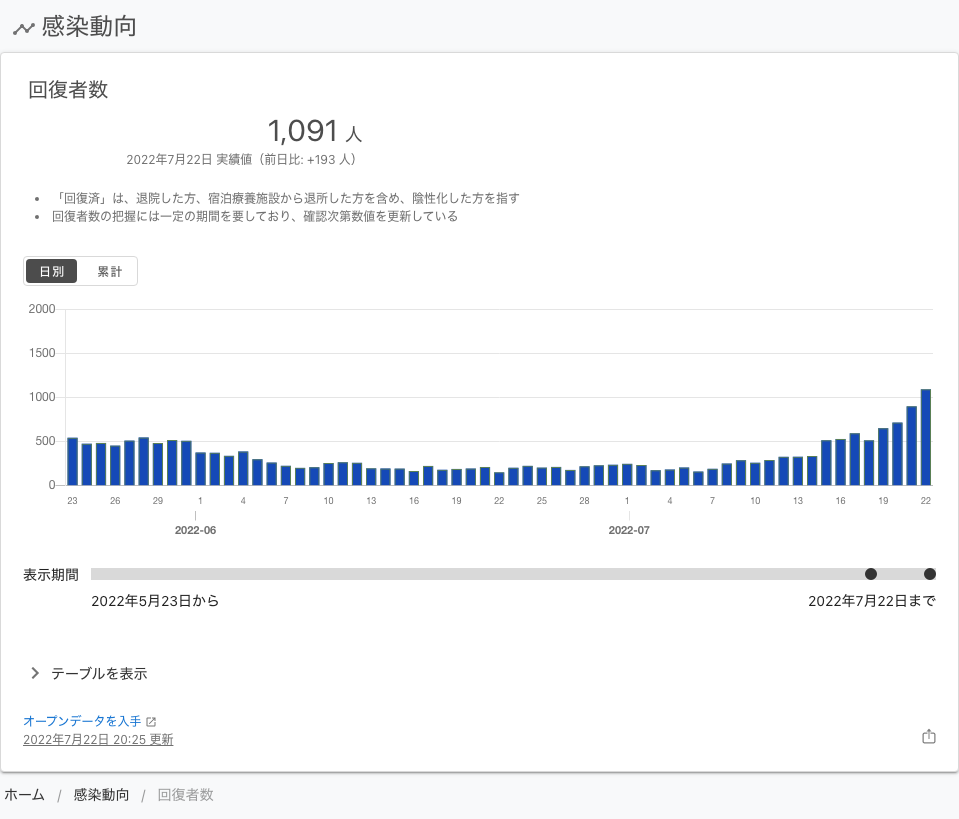 感染動向
回復者数
1,091 人
2022年7月22日 実績値（前日比: +193 人）
• 「回復済」は、退院した方、宿泊療養施設から退所した方を含め、陰性化した方を指す
• 回復者数の把握には一定の期間を要しており、確認次第数値を更新している
日別 累計
2000
1500
1000
500
0
23 26 29 1 4 7 10 13 16 19 22 25 28 1 4 7 10 13 16 19 22
2022-06 2022-07
表示期間
2022年5月23日から 2022年7月22日まで
テーブルを表示
オープンデータを入手
2022年7月22日 20:25 更新
ホーム / 感染動向 / 回復者数